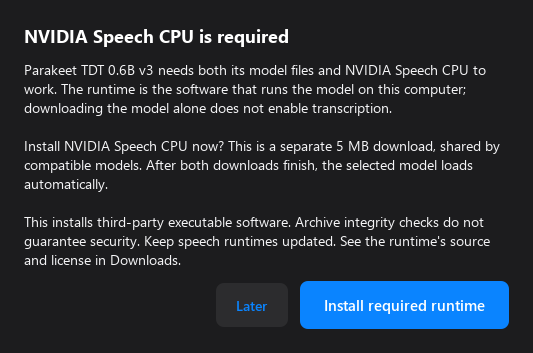 NVIDIA Speech CPU is required
Parakeet TDT 0.6B v3 needs both its model files and NVIDIA Speech CPU to
work. The runtime is the software that runs the model on this computer;
downloading the model alone does not enable transcription.
Install NVIDIA Speech CPU now? This is a separate 5 MB download, shared by
compatible models. After both downloads finish, the selected model loads
automatically.
This installs third-party executable software. Archive integrity checks do not
guarantee security. Keep speech runtimes updated. See the runtime's source
and license in Downloads.
Later
Install required runtime